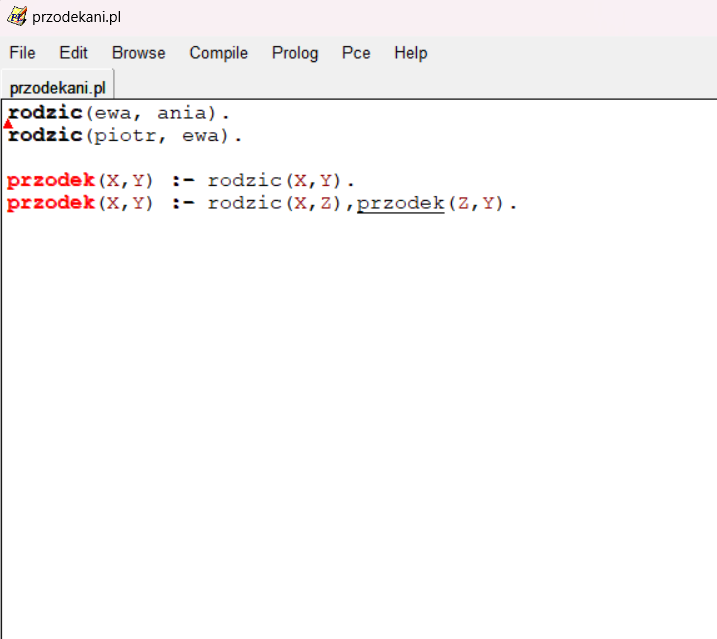 przodekani.pl
File Edit Browse Compile Prolog Pce Help
przodekani.pl
rodzic(ewa, ania).
rodzic(piotr, ewa).
przodek(X,Y) :- rodzic(X,Y).
przodek(X,Y) :- rodzic(X,Z),przodek(Z,Y).